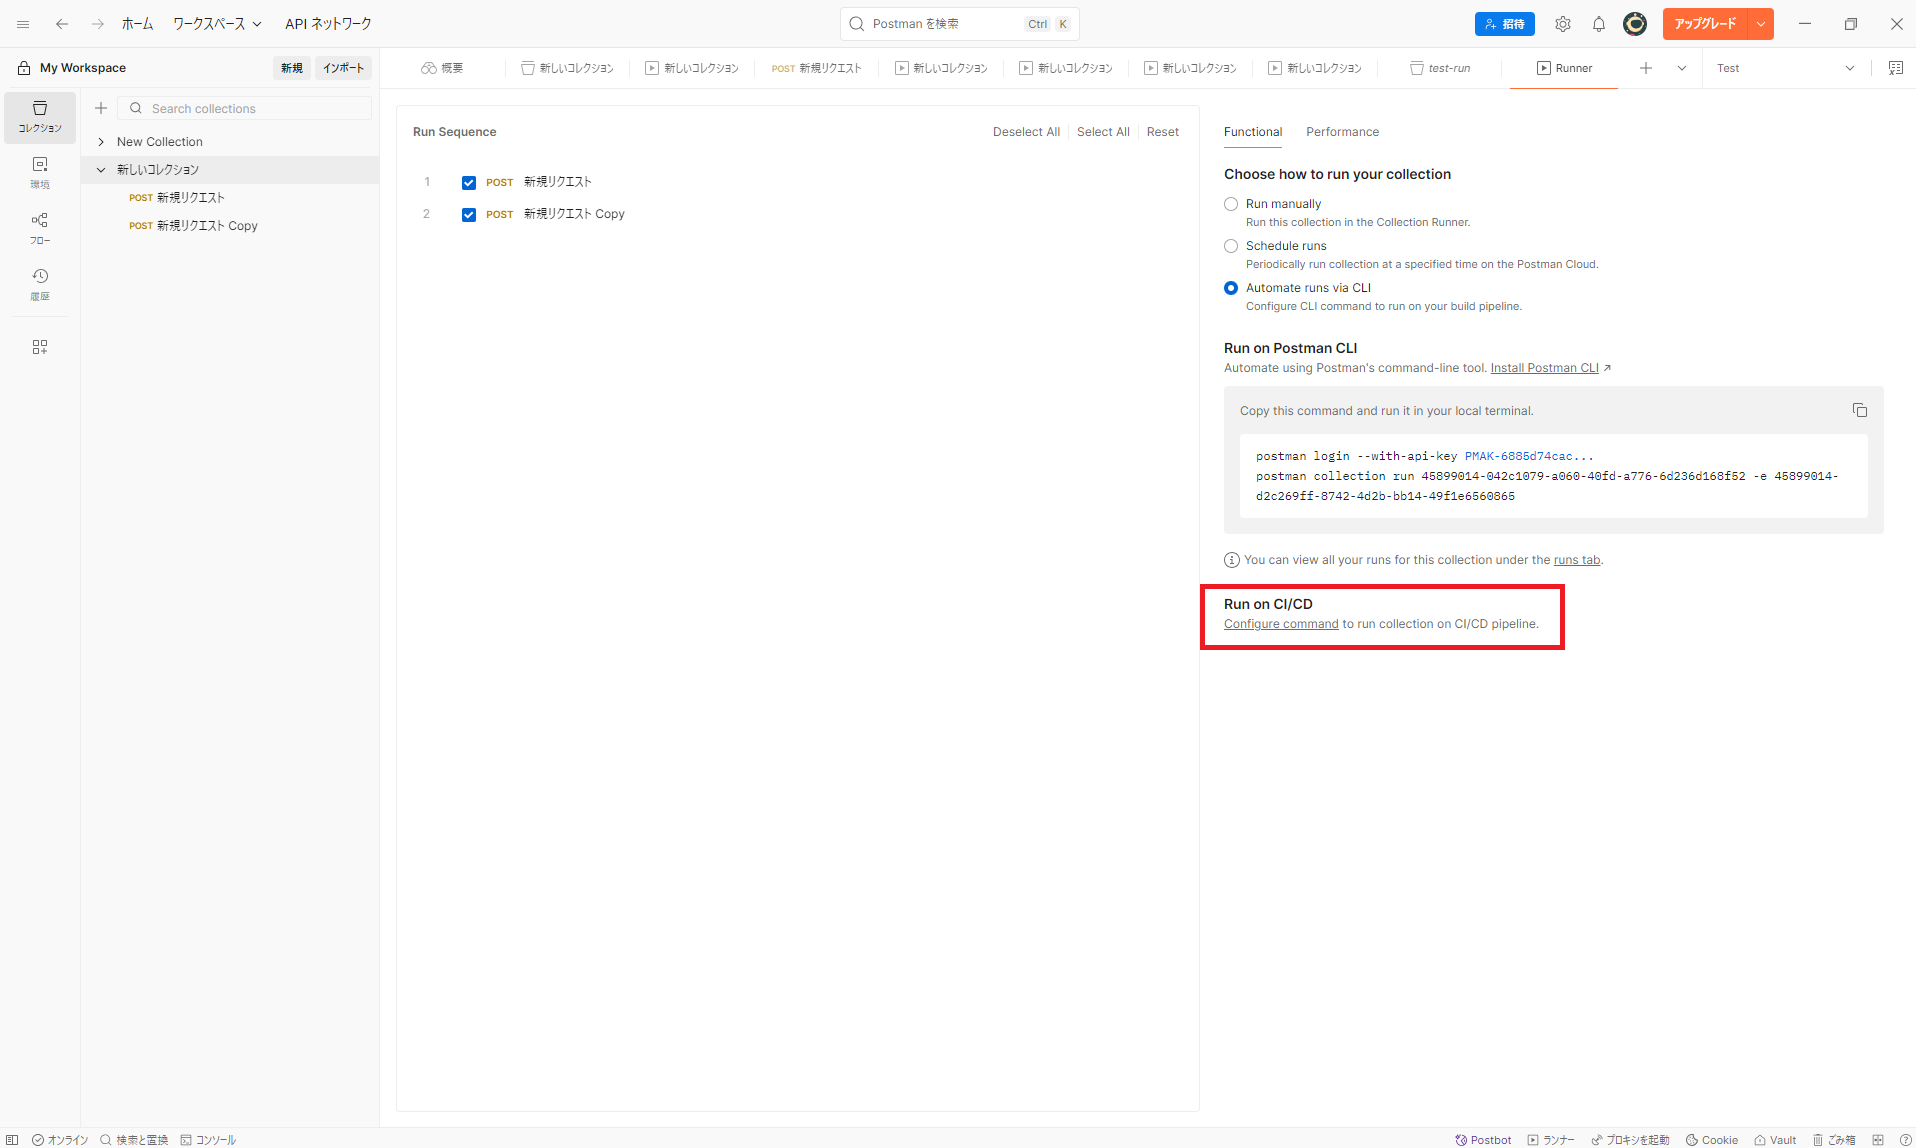 ホーム ワークスペース API ネットワーク Postman を検索 Ctrl K 招待 アップグレード
My Workspace 新規 インポート
概要 新しいコレクション 新しいコレクション POST 新規リクエスト 新しいコレクション 新しいコレクション 新しいコレクション 新しいコレクション test-run Runner Test
コレクション
環境
フロー
履歴
Search collections
New Collection
新しいコレクション
POST 新規リクエスト
POST 新規リクエスト Copy
Run Sequence Deselect All Select All Reset
1 POST 新規リクエスト
2 POST 新規リクエスト Copy
Functional Performance
Choose how to run your collection
Run manually
Run this collection in the Collection Runner.
Schedule runs
Periodically run collection at a specified time on the Postman Cloud.
Automate runs via CLI
Configure CLI command to run on your build pipeline.
Run on Postman CLI
Automate using Postman's command-line tool. Install Postman CLI
Copy this command and run it in your local terminal.
postman login --with-api-key PMAK-6885d74cac...
postman collection run 45899014-042c1079-a060-40fd-a776-6d236d168f52 -e 45899014-
d2c269ff-8742-4d2b-bb14-49f1e6560865
You can view all your runs for this collection under the runs tab.
Run on CI/CD
Configure command to run collection on CI/CD pipeline.
オンライン 検索と置換 コンソール Postbot ランナー プロキシを起動 Cookie Vault ごみ箱